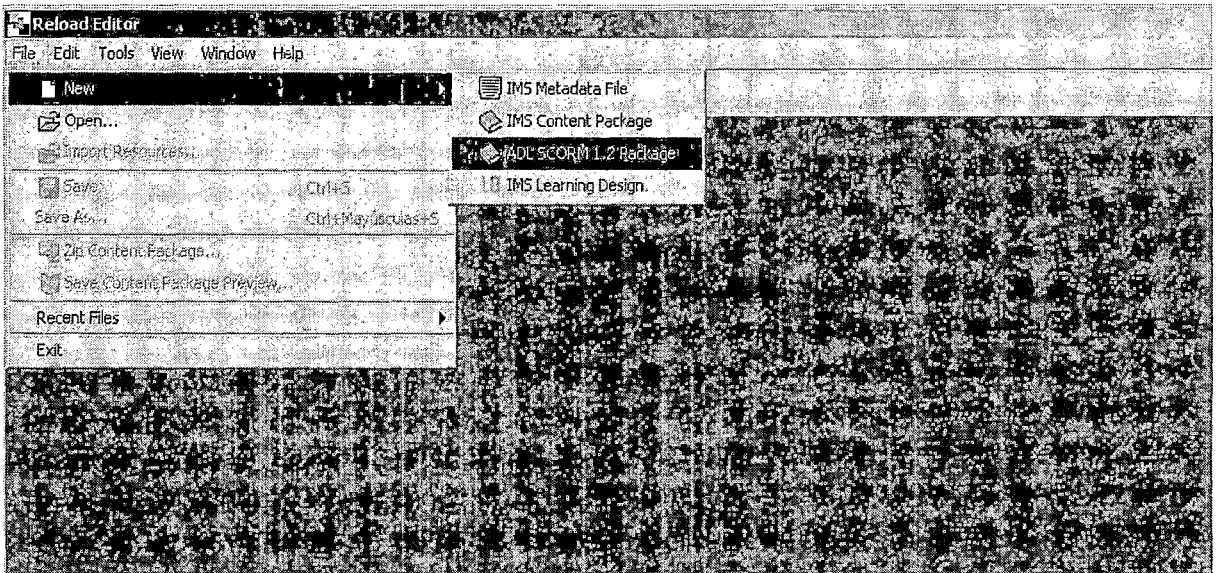 Reload Editor
File Edit Tools View Window Help
New
Open...
Import Resources...
Save Ctrl+S
Save As... Ctrl+Mayúsculas+S
Zip Content Package...
Save Content Package Preview...
Recent Files
Exit
IMS Metadata File
IMS Content Package
ADL SCORM 1.2 Package
IMS Learning Design